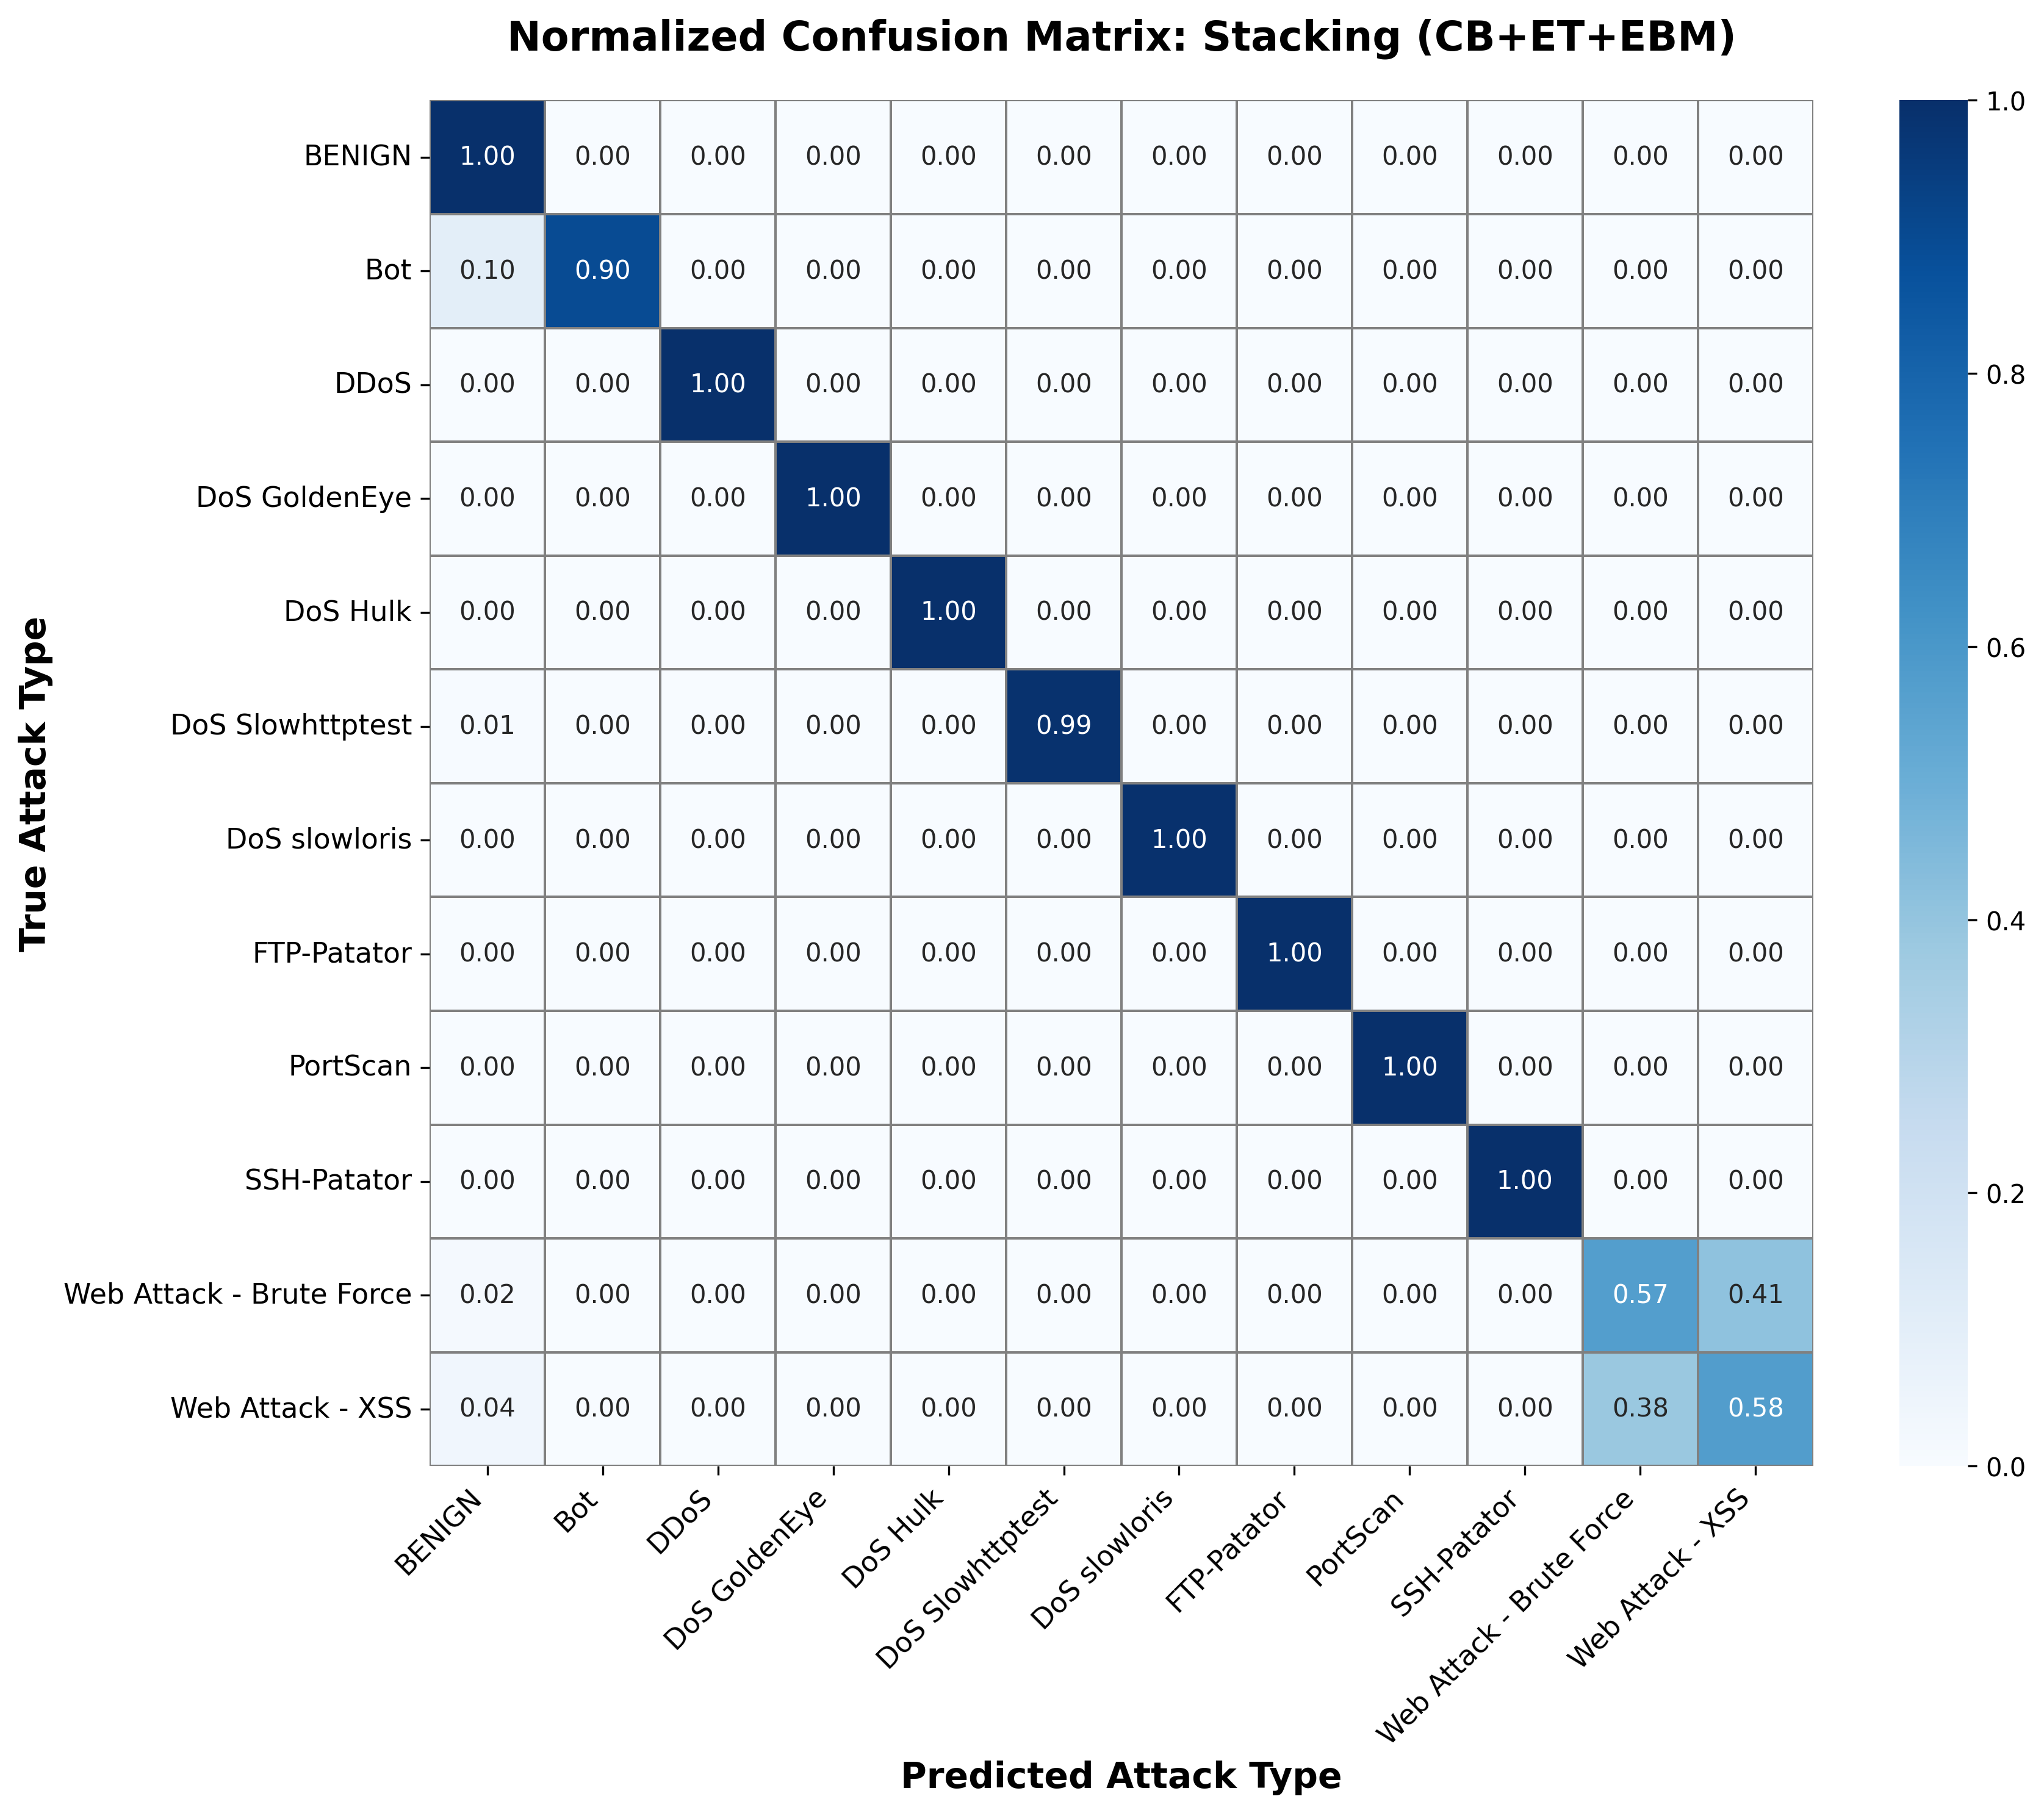 Normalized Confusion Matrix: Stacking (CB+ET+EBM)
True Attack Type
BENIGN 1.00 0.00 0.00 0.00 0.00 0.00 0.00 0.00 0.00 0.00 0.00 0.00
Bot 0.10 0.90 0.00 0.00 0.00 0.00 0.00 0.00 0.00 0.00 0.00 0.00
DDoS 0.00 0.00 1.00 0.00 0.00 0.00 0.00 0.00 0.00 0.00 0.00 0.00
DoS GoldenEye 0.00 0.00 0.00 1.00 0.00 0.00 0.00 0.00 0.00 0.00 0.00 0.00
DoS Hulk 0.00 0.00 0.00 0.00 1.00 0.00 0.00 0.00 0.00 0.00 0.00 0.00
DoS Slowhttptest 0.01 0.00 0.00 0.00 0.00 0.99 0.00 0.00 0.00 0.00 0.00 0.00
DoS slowloris 0.00 0.00 0.00 0.00 0.00 0.00 1.00 0.00 0.00 0.00 0.00 0.00
FTP-Patator 0.00 0.00 0.00 0.00 0.00 0.00 0.00 1.00 0.00 0.00 0.00 0.00
PortScan 0.00 0.00 0.00 0.00 0.00 0.00 0.00 0.00 1.00 0.00 0.00 0.00
SSH-Patator 0.00 0.00 0.00 0.00 0.00 0.00 0.00 0.00 0.00 1.00 0.00 0.00
Web Attack - Brute Force 0.02 0.00 0.00 0.00 0.00 0.00 0.00 0.00 0.00 0.00 0.57 0.41
Web Attack - XSS 0.04 0.00 0.00 0.00 0.00 0.00 0.00 0.00 0.00 0.00 0.38 0.58
BENIGN
Bot
DDoS
DoS GoldenEye
DoS Hulk
DoS Slowhttptest
DoS slowloris
FTP-Patator
PortScan
SSH-Patator
Web Attack - Brute Force
Web Attack - XSS
Predicted Attack Type
1.0
0.8
0.6
0.4
0.2
0.0